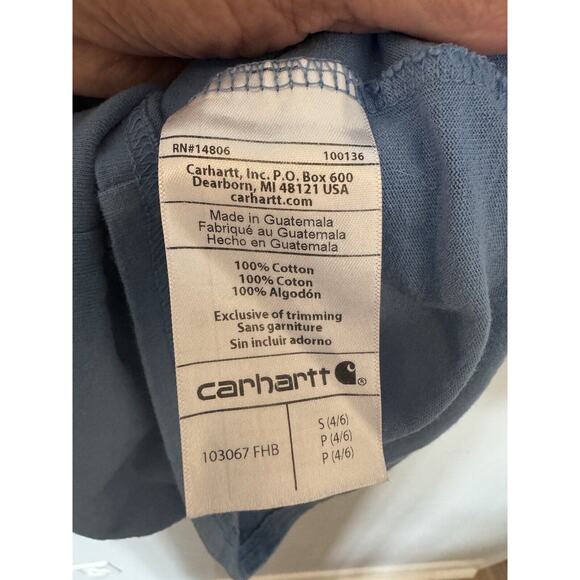 RN#14806 100136
Carhartt, Inc. P.O. Box 600
Dearborn, MI 48121 USA
carhartt.com
Made in Guatemala
Fabriqué au Guatemala
Hecho en Guatemala
100% Cotton
100% Coton
100% Algodón
Exclusive of trimming
Sans garniture
Sin incluir adorno
carhartt ®
103067 FHB
S (4/6)
P (4/6)
P (4/6)